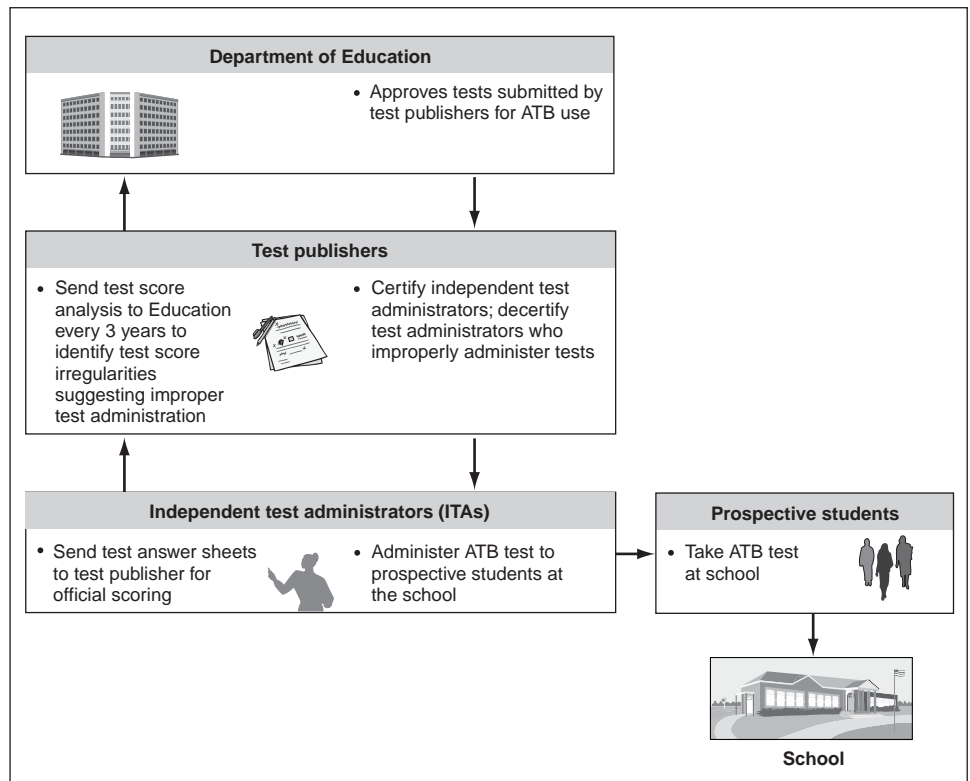 Department of Education
• Approves tests submitted by
test publishers for ATB use
Test publishers
• Send test score
analysis to Education
every 3 years to
identify test score
irregularities
suggesting improper
test administration
• Certify independent test
administrators; decertify
test administrators who
improperly administer tests
Independent test administrators (ITAs)
• Send test answer sheets
to test publisher for
official scoring
• Administer ATB test to
prospective students at
the school
Prospective students
• Take ATB test
at school
School